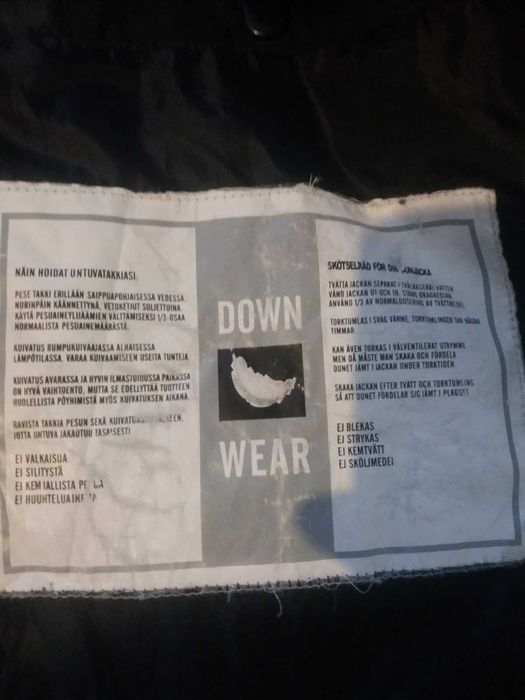 NÄIN HOIDAT UNTUVATAKKIASI
PESE TAKKI ERILLÄÄN SAIPPUAPOHJAISESSA VEDESSÄ
NURINPÄIN KÄÄNNETTYNÄ, VETOKETJUT SULJETTUINA.
KÄYTÄ PESUAINEYLIJÄÄMIEN VÄLTTÄMISEKSI 1/3-OSAA
NORMAALISTA PESUAINEMÄÄRÄSTÄ.
KUIVATUS RUMPUKUIVAAJASSA ALHAISESSA
LÄMPÖTILASSA. VARAA KUIVAAMISEEN USEITA TUNTEJA
KUIVATUS AVARASSA JA HYVIN ILMASTOIDUSSA PAIKASSA
ON HYVÄ VAIHTOEHTO, MUTTA SE EDELLYTTÄÄ TUOTTEEN
HUOLELLISTA PÖYHIMISTÄ MYÖS KUIVATUKSEN AIKANA.
RAVISTA TAKKIA PESUN SEKÄ
JOTTA UNTUVA JAKAUTUU TASAISESTI
EI VALKAISUA
EI SILITYSTÄ
EI KEMIALLISTA
EI
DOWN
WEAR
SKÖTSELRÅD FÖR DIN
TVÄTTA JACKAN SEPARAT I VATTEN
VÄND JACKAN UT OCH IN, STÄNG
ANVÄND 1/3 AV NORMALDOSERING AV
TORKTUMLAS I SVAG VÄRME, TORKTUMLINGEN TAR NÅGRA
TIMMAR
KAN ÄVEN TORKAS I VÄLVENTILERAT UTRYMME
MEN DÅ MÅSTE MAN SKAKA OCH FÖRDELA
DUNET JÄMT I JACKAN UNDER TORKTIDEN
SKAKA JACKAN EFTER TVÄTT OCH TORKTUMLING
SÅ ATT DUNET FÖRDELAR SIG JÄMT I PLAGGET
EJ BLEKAS
EJ STRYKAS
EJ KEMTVÄTT
EJ SKÖLJMEDEL